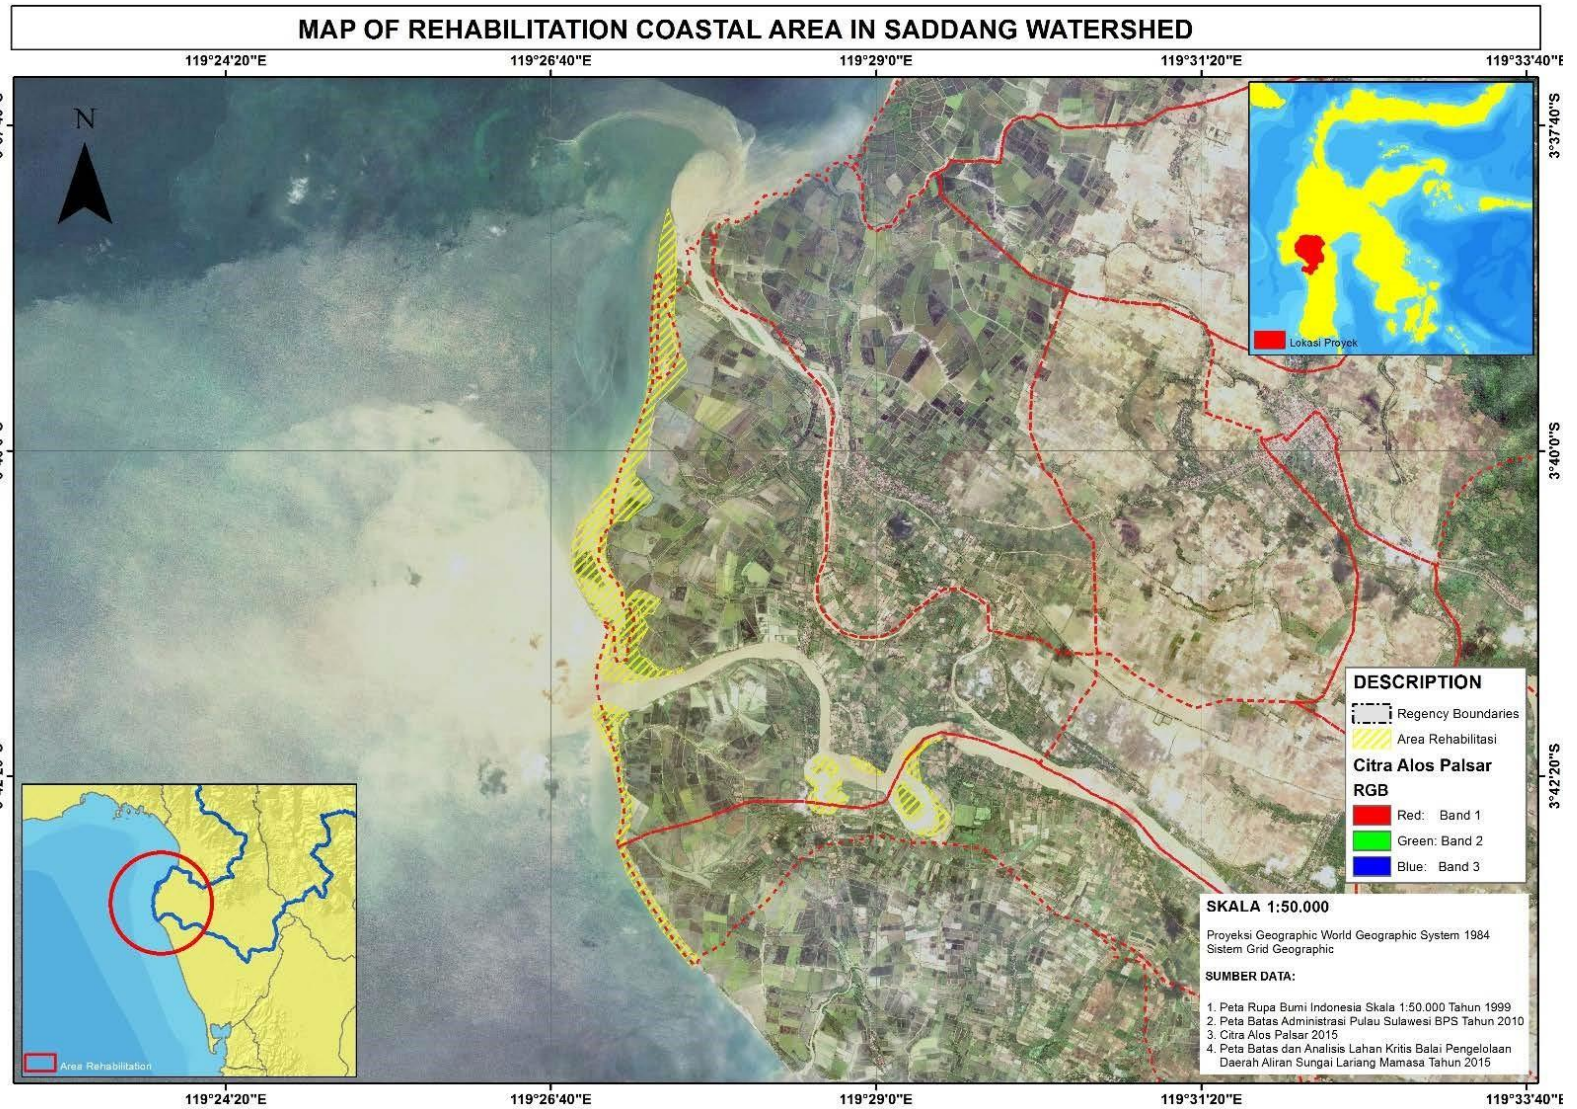 MAP OF REHABILITATION COASTAL AREA IN SADDANG WATERSHED
119°24'20"E 119°26'40"E 119°29'0"E 119°31'20"E 119°33'40"E
N
3°37'40"S
Lokasi Proyek
3°40'0"S
DESCRIPTION
Regency Boundaries
Area Rehabilitasi
Citra Alos Palsar
RGB
Red: Band 1
Green: Band 2
Blue: Band 3
3°42'20"S
SKALA 1:50.000
Proyeksi Geographic World Geographic System 1984
Sistem Grid Geographic
SUMBER DATA:
1. Peta Rupa Bumi Indonesia Skala 1:50.000 Tahun 1999
2. Peta Batas Administrasi Pulau Sulawesi BPS Tahun 2010
3. Citra Alos Palsar 2015
4. Peta Batas dan Analisis Lahan Kritis Balai Pengelolaan
Daerah Aliran Sungai Lariang Mamasa Tahun 2015
Area Rehabilitation
119°24'20"E 119°26'40"E 119°29'0"E 119°31'20"E 119°33'40"E